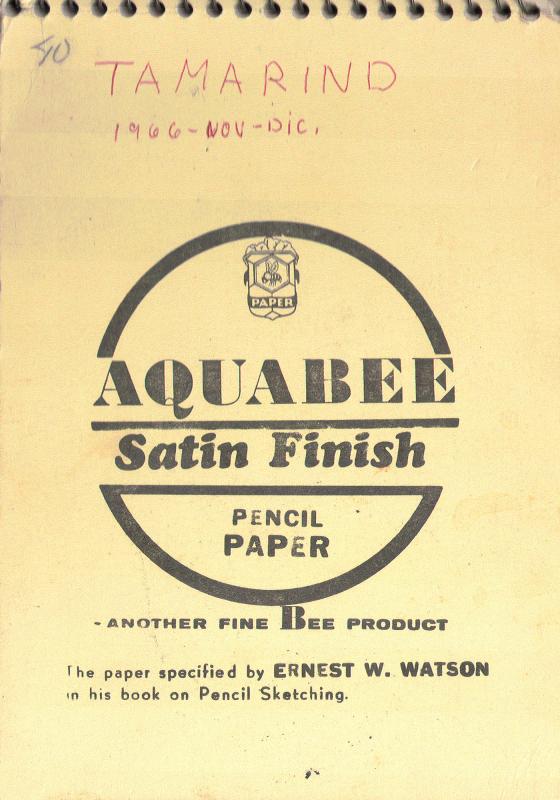 40
TAMARIND
1966-NOV-DIC.
PAPER
AQUABEE
Satin Finish
PENCIL
PAPER
- ANOTHER FINE BEE PRODUCT
The paper specified by ERNEST W. WATSON
in his book on Pencil Sketching.